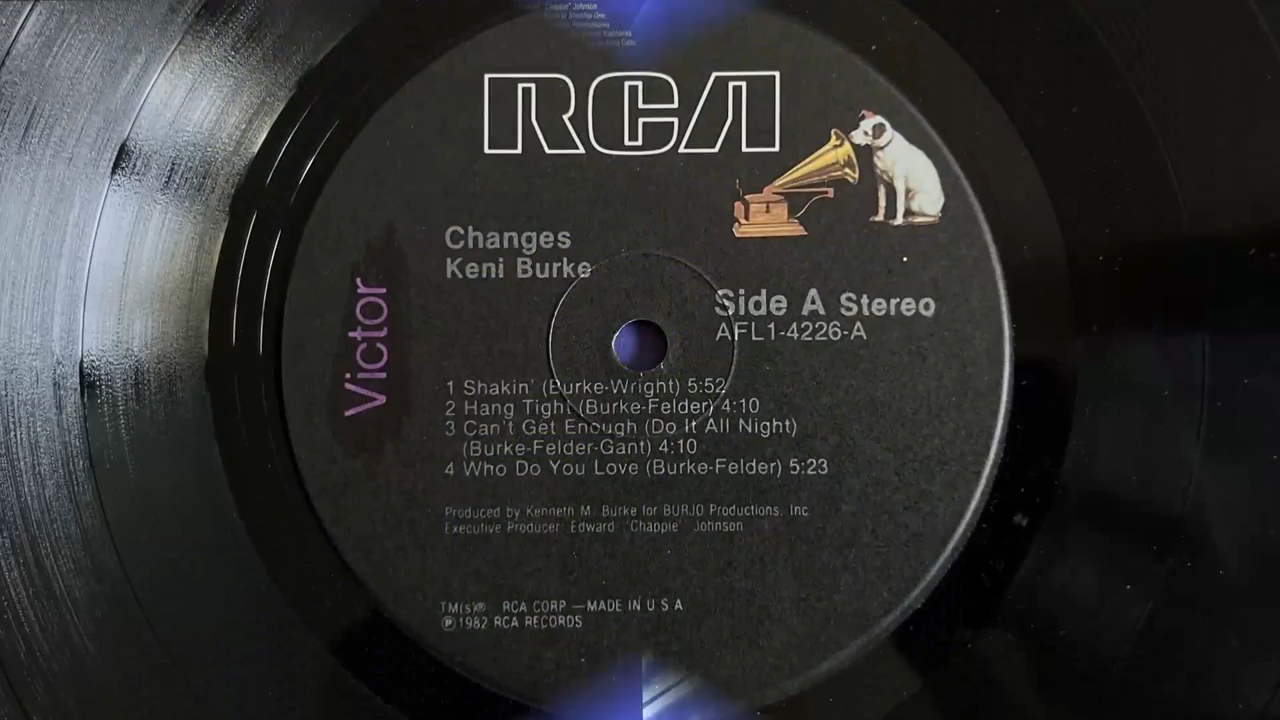 "Chappie" Johnson
RCA
Changes
Keni Burke
Victor
Side A Stereo
AFL1-4226-A
1 Shakin' (Burke-Wright) 5:52
2 Hang Tight (Burke-Felder) 4:10
3 Can't Get Enough (Do It All Night)
(Burke-Felder-Gant) 4:10
4 Who Do You Love (Burke-Felder) 5:23
Produced by Kenneth M. Burke for BURJO Productions, Inc
Executive Producer Edward "Chappie" Johnson
TM(s)® RCA CORP —MADE IN U S A
℗1982 RCA RECORDS